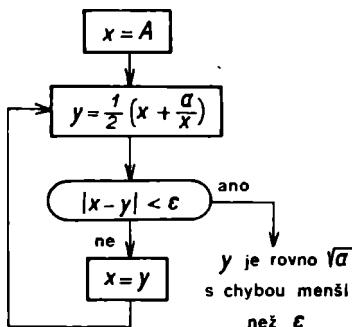 x = A
y = 1/2 (x + a/x)
|x – y| < ε
ano
ne
x = y
y je rovno √a
s chybou menší
než ε